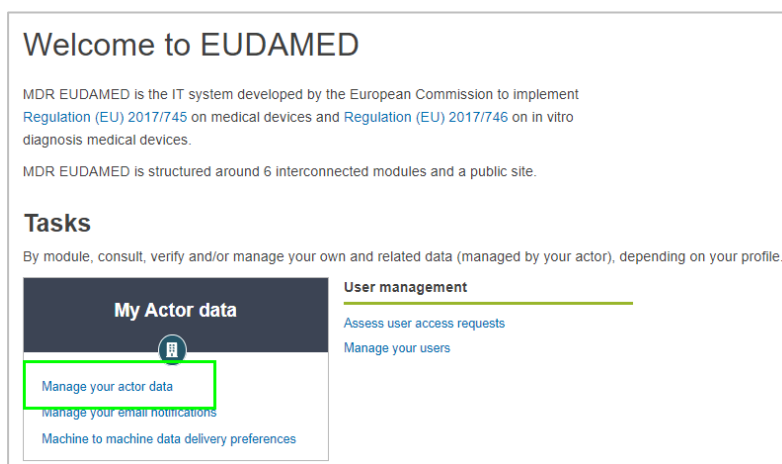 Welcome to EUDAMED
MDR EUDAMED is the IT system developed by the European Commission to implement
Regulation (EU) 2017/745 on medical devices and Regulation (EU) 2017/746 on in vitro
diagnosis medical devices.
MDR EUDAMED is structured around 6 interconnected modules and a public site.
Tasks
By module, consult, verify and/or manage your own and related data (managed by your actor), depending on your profile.
My Actor data
Manage your actor data
Manage your email notifications
Machine to machine data delivery preferences
User management
Assess user access requests
Manage your users